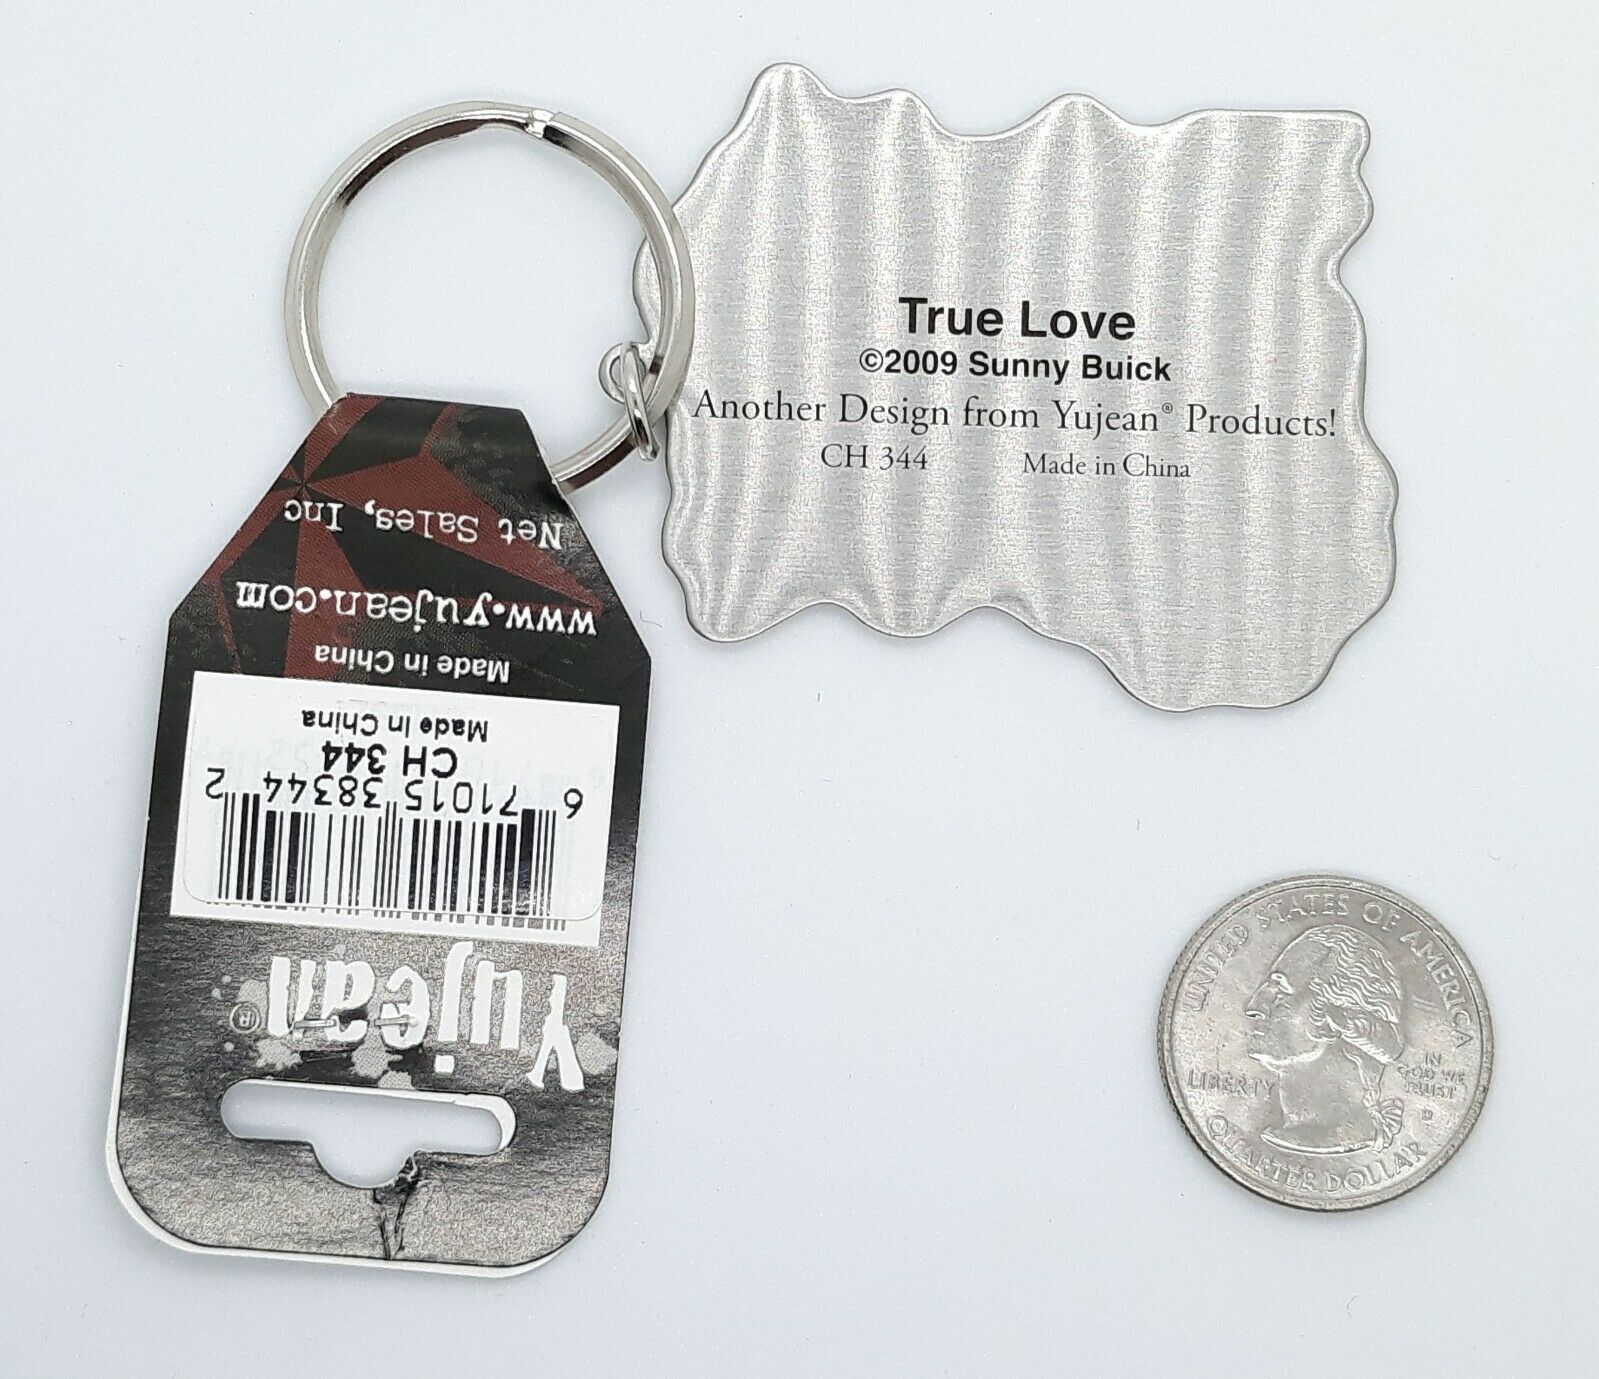 True Love
©2009 Sunny Buick
Another Design from Yujean® Products!
CH 344 Made in China
Net Sales, Inc
www.yujean.com
Made in China
Made In China
CH 344
6 71015 38344 2
Yujean®
UNITED STATES OF AMERICA
LIBERTY
IN
GOD WE
TRUST
D
QUARTER DOLLAR